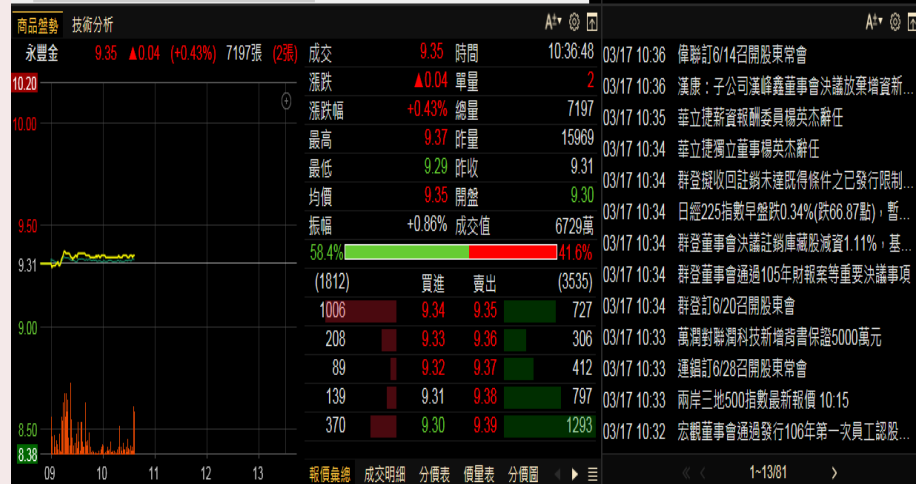 商品盤勢 技術分析 A
永豐金 9.35 ▲0.04 (+0.43%) 7197張 (2張)
10.20
10.00
9.50
9.31
9.00
8.50
8.38
09 10 11 12 13
成交 9.35 時間 10:36:48
漲跌 ▲0.04 單量 2
漲跌幅 +0.43% 總量 7197
最高 9.37 昨量 15969
最低 9.29 昨收 9.31
均價 9.35 開盤 9.30
振幅 +0.86% 成交值 6729萬
58.4% 41.6%
(1812) 買進 賣出 (3535)
1006 9.34 9.35 727
208 9.33 9.36 306
89 9.32 9.37 412
139 9.31 9.38 797
370 9.30 9.39 1293
報價彙總 成交明細 分價表 價量表 分價圖
A
03/17 10:36 偉聯訂6/14召開股東常會
03/17 10:36 漢康：子公司漢峰鑫董事會決議放棄增資新...
03/17 10:35 華立捷薪資報酬委員楊英杰辭任
03/17 10:34 華立捷獨立董事楊英杰辭任
03/17 10:34 群登擬收回註銷未達既得條件之已發行限制...
03/17 10:34 日經225指數早盤跌0.34%(跌66.87點)，暫...
03/17 10:34 群登董事會決議註銷庫藏股減資1.11%，基...
03/17 10:34 群登董事會通過105年財報案等重要決議事項
03/17 10:34 群登訂6/20召開股東會
03/17 10:33 萬潤對聯潤科技新增背書保證5000萬元
03/17 10:33 運錩訂6/28召開股東常會
03/17 10:33 兩岸三地500指數最新報價 10:15
03/17 10:32 宏觀董事會通過發行106年第一次員工認股...
1~13/81